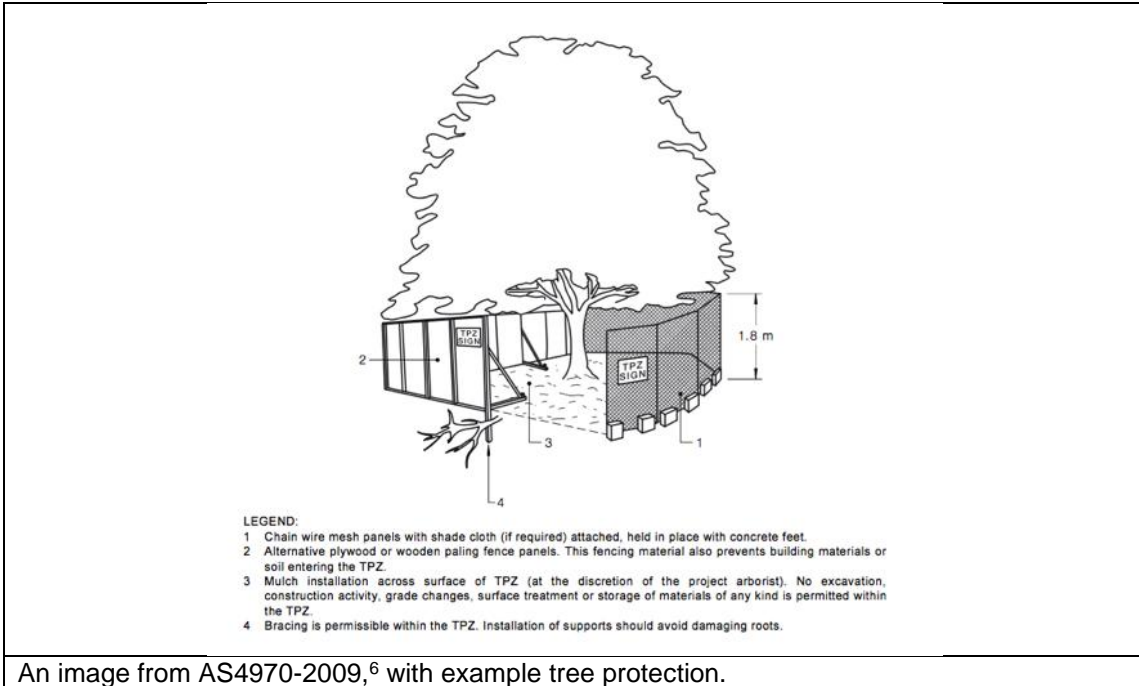 TPZ
SIGN
1.8 m
2
TPZ
SIGN
3
1
4
LEGEND:
1 Chain wire mesh panels with shade cloth (if required) attached, held in place with concrete feet.
2 Alternative plywood or wooden paling fence panels. This fencing material also prevents building materials or
soil entering the TPZ.
3 Mulch installation across surface of TPZ (at the discretion of the project arborist). No excavation,
construction activity, grade changes, surface treatment or storage of materials of any kind is permitted within
the TPZ.
4 Bracing is permissible within the TPZ. Installation of supports should avoid damaging roots.
An image from AS4970-2009,⁶ with example tree protection.